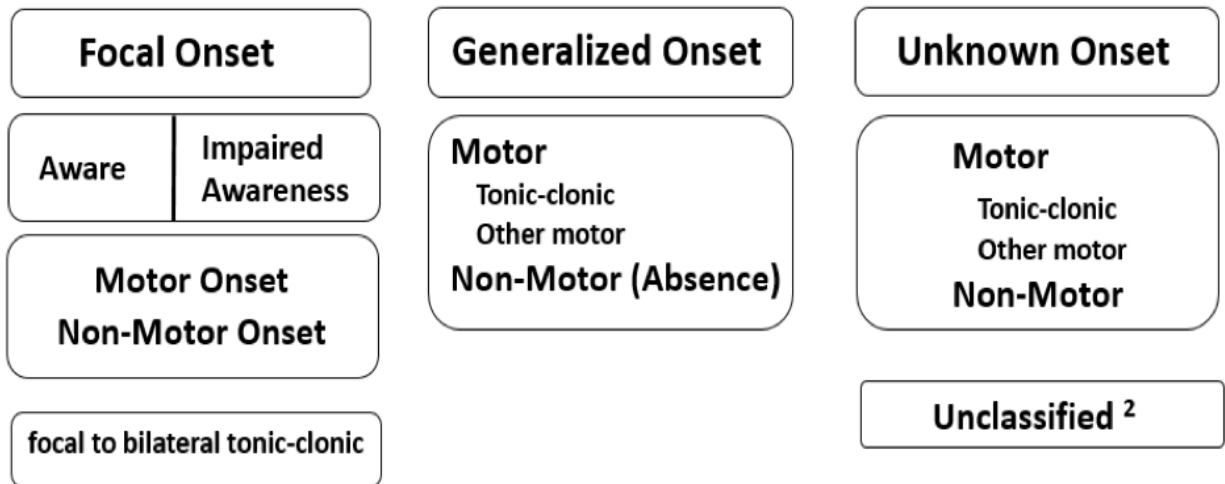 Focal Onset
Aware
Impaired
Awareness
Motor Onset
Non-Motor Onset
focal to bilateral tonic-clonic
Generalized Onset
Motor
Tonic-clonic
Other motor
Non-Motor (Absence)
Unknown Onset
Motor
Tonic-clonic
Other motor
Non-Motor
Unclassified ²